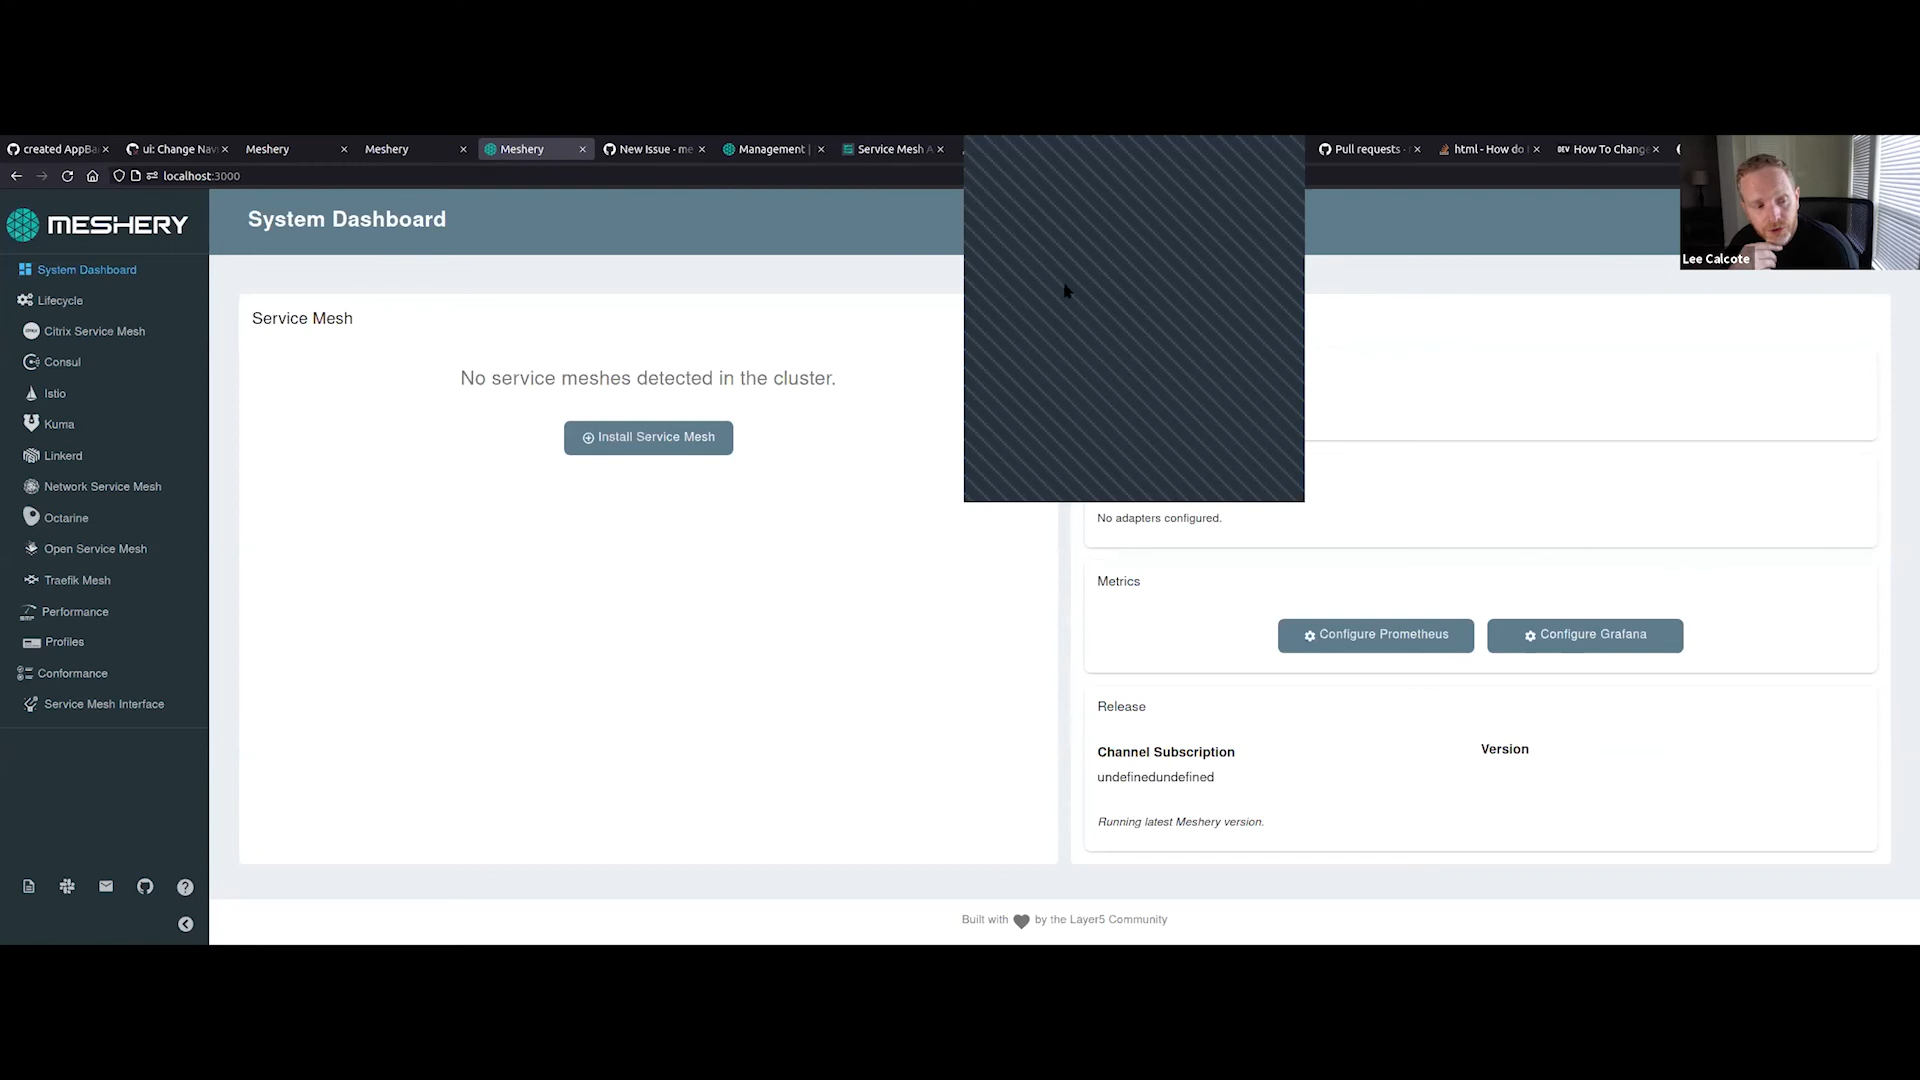 created AppBa
ui: Change Navi
Meshery
Meshery
Meshery
New Issue · me
Management |
Service Mesh A
Pull requests ·
html - How do I
DEV How To Change
localhost:3000
MESHERY
System Dashboard
Lee Calcote
System Dashboard
Lifecycle
Citrix Service Mesh
Consul
Istio
Kuma
Linkerd
Network Service Mesh
Octarine
Open Service Mesh
Traefik Mesh
Performance
Profiles
Conformance
Service Mesh Interface
Service Mesh
No service meshes detected in the cluster.
Install Service Mesh
No adapters configured.
Metrics
Configure Prometheus
Configure Grafana
Release
Channel Subscription
Version
undefinedundefined
Running latest Meshery version.
Built with by the Layer5 Community